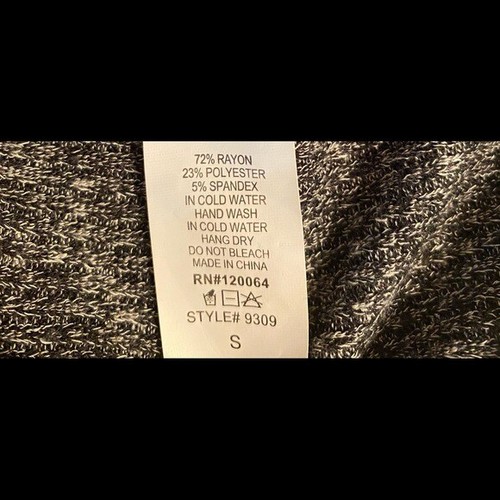 72% RAYON
23% POLYESTER
5% SPANDEX
IN COLD WATER
HAND WASH
IN COLD WATER
HANG DRY
DO NOT BLEACH
MADE IN CHINA
RN#120064
STYLE# 9309
S